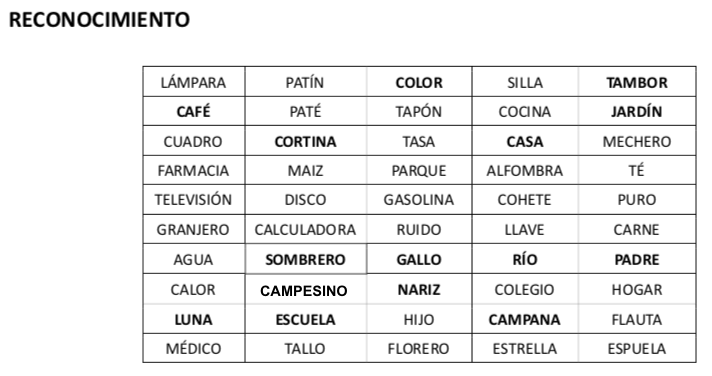 RECONOCIMIENTO
LÁMPARA PATÍN COLOR SILLA TAMBOR
CAFÉ PATÉ TAPÓN COCINA JARDÍN
CUADRO CORTINA TASA CASA MECHERO
FARMACIA MAIZ PARQUE ALFOMBRA TÉ
TELEVISIÓN DISCO GASOLINA COHETE PURO
GRANJERO CALCULADORA RUIDO LLAVE CARNE
AGUA SOMBRERO GALLO RÍO PADRE
CALOR CAMPESINO NARIZ COLEGIO HOGAR
LUNA ESCUELA HIJO CAMPANA FLAUTA
MÉDICO TALLO FLORERO ESTRELLA ESPUELA